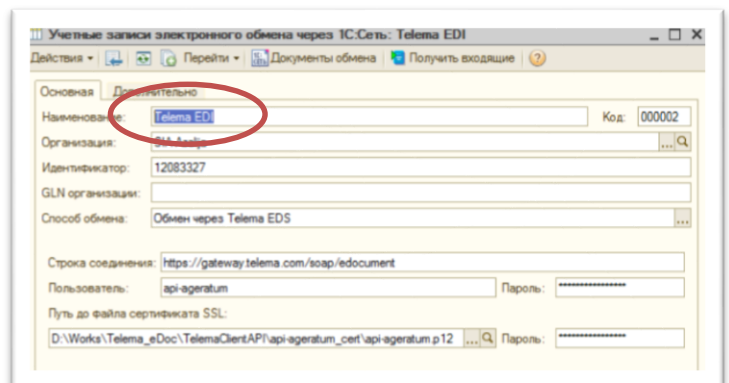 Учетные записи электронного обмена через 1С:Сеть: Telema EDI
Действия Перейти Документы обмена Получить входящие
Основная Дополнительно
Наименование: Telema EDI Код: 000002
Организация: SIA
Идентификатор: 12083327
GLN организации:
Способ обмена: Обмен через Telema EDS ...
Строка соединения: https://gateway.telema.com/soap/edocument
Пользователь: api-ageratum Пароль: ****************
Путь до файла сертификата SSL:
D:\Works\Telema_eDoc\TelemaClientAPI\api-ageratum_cert\api-ageratum.p12 ... Пароль: ****************